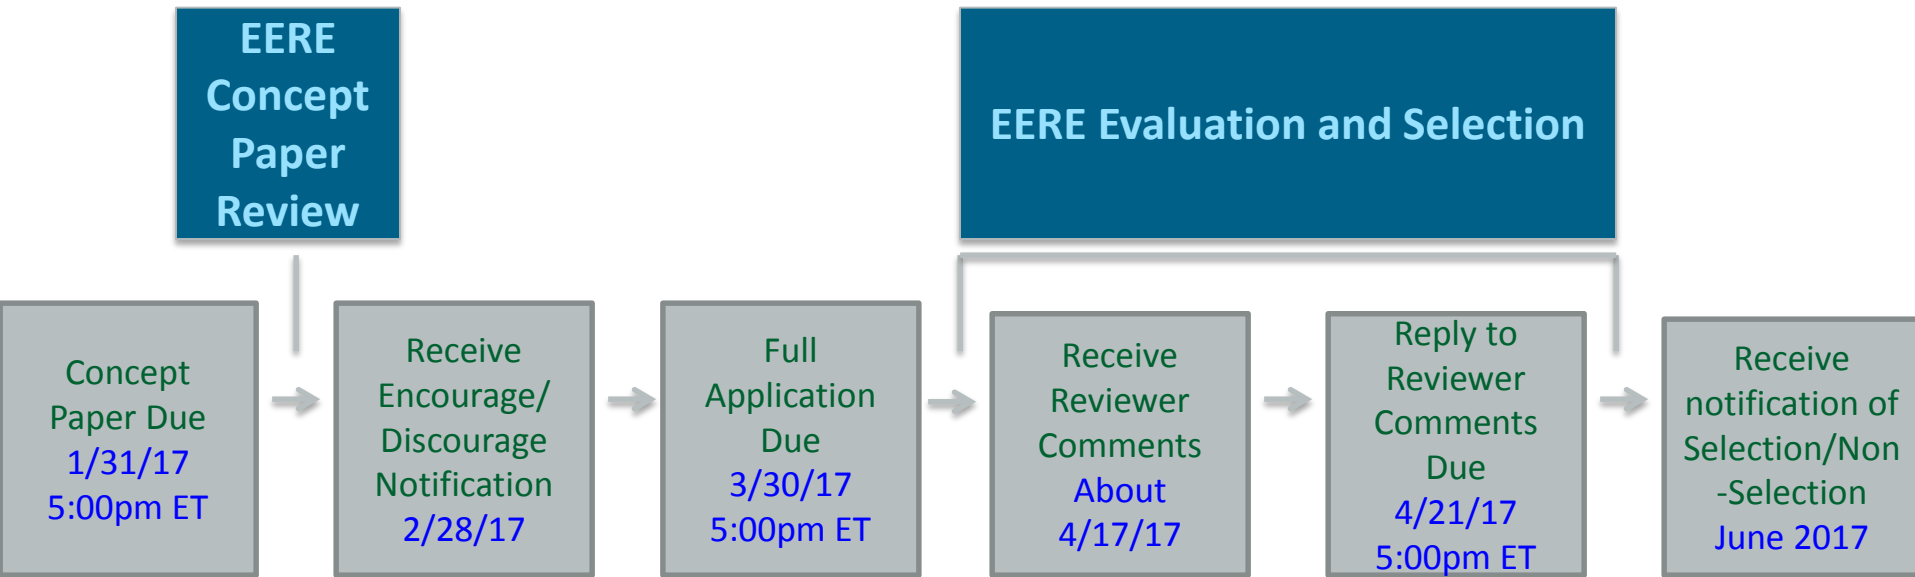 EERE
Concept
Paper
Review
EERE Evaluation and Selection
Concept
Paper Due
1/31/17
5:00pm ET
Receive
Encourage/
Discourage
Notification
2/28/17
Full
Application
Due
3/30/17
5:00pm ET
Receive
Reviewer
Comments
About
4/17/17
Reply to
Reviewer
Comments
Due
4/21/17
5:00pm ET
Receive
notification of
Selection/Non
-Selection
June 2017